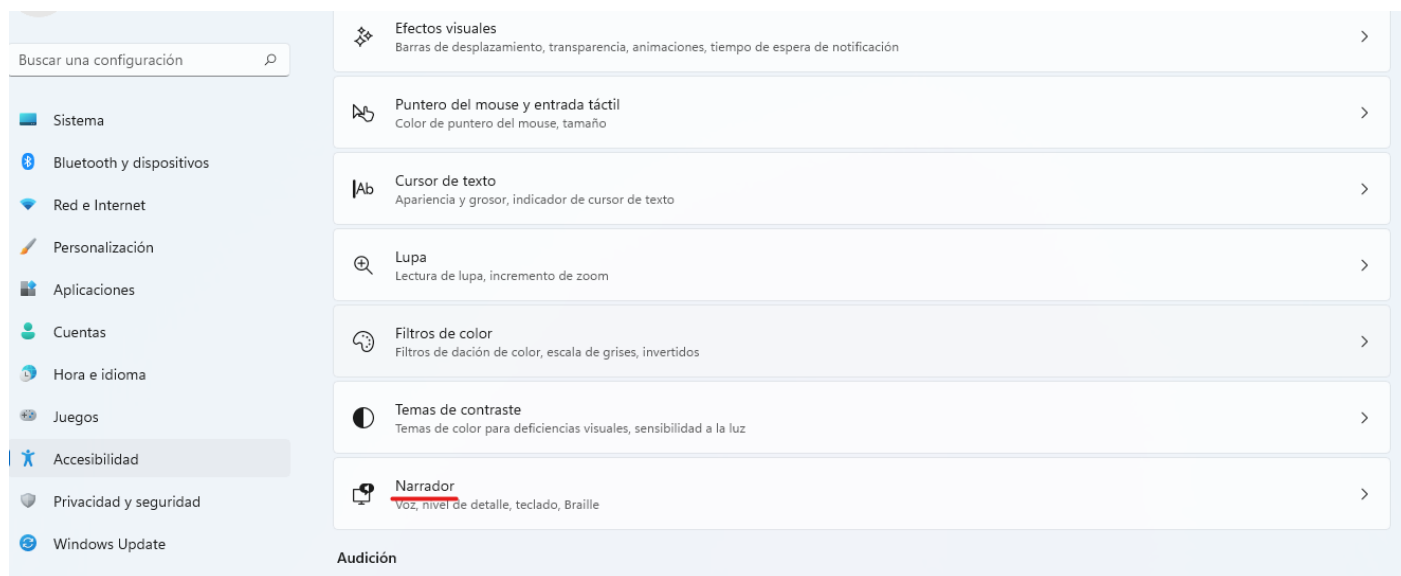 Buscar una configuración
Sistema
Bluetooth y dispositivos
Red e Internet
Personalización
Aplicaciones
Cuentas
Hora e idioma
Juegos
Accesibilidad
Privacidad y seguridad
Windows Update
Efectos visuales
Barras de desplazamiento, transparencia, animaciones, tiempo de espera de notificación
Puntero del mouse y entrada táctil
Color de puntero del mouse, tamaño
Ab
Cursor de texto
Apariencia y grosor, indicador de cursor de texto
Lupa
Lectura de lupa, incremento de zoom
Filtros de color
Filtros de dación de color, escala de grises, invertidos
Temas de contraste
Temas de color para deficiencias visuales, sensibilidad a la luz
Narrador
Voz, nivel de detalle, teclado, Braille
Audición